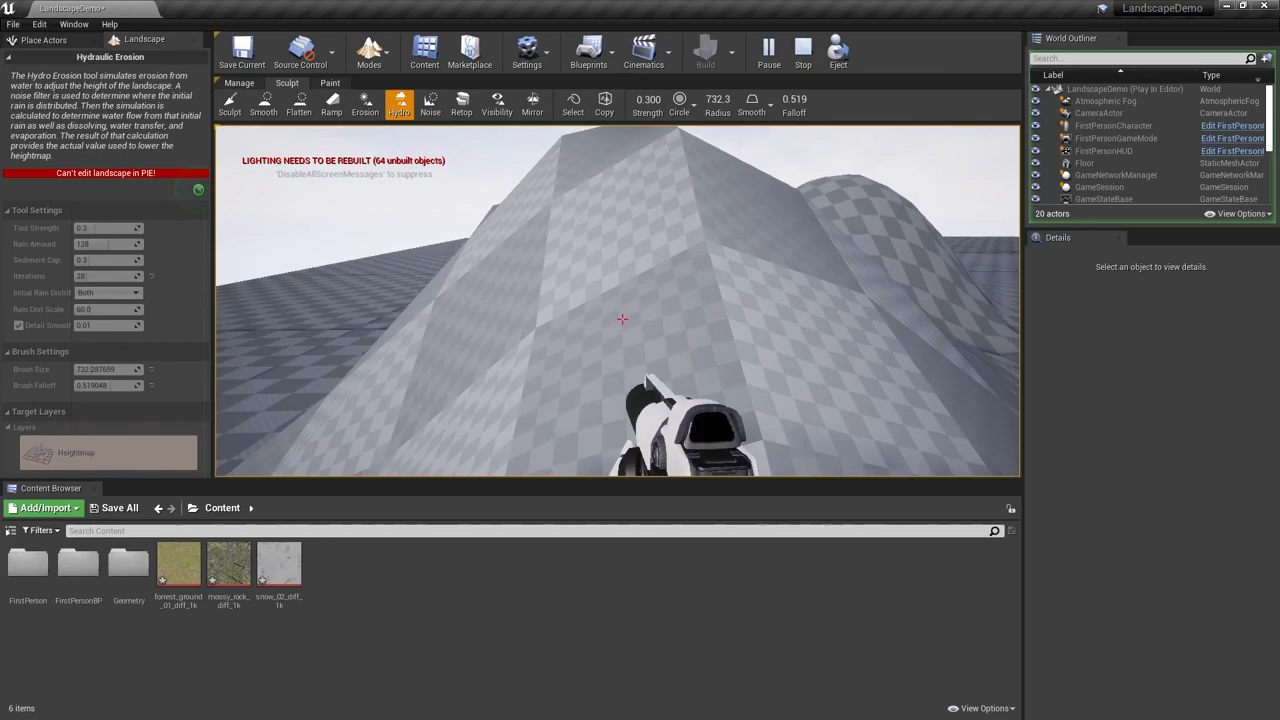 LandscapeDemo•
LandscapeDemo
File Edit Window Help
Place Actors
Landscape
Hydraulic Erosion
The Hydro Erosion tool simulates erosion from
water to adjust the height of the landscape. A
noise filter is used to determine where the initial
rain is distributed. Then the simulation is
calculated to determine water flow from that initial
rain as well as dissolving, water transfer, and
evaporation. The result of that calculation
provides the actual value used to lower the
heightmap.
Can't edit landscape in PIE!
Tool Settings
Tool Strength 0.3
Rain Amount 128
Sediment Cap. 0.3
Iterations 28
Initial Rain Distrib Both
Rain Dist Scale 60.0
Detail Smooth 0.01
Brush Settings
Brush Size 732.287659
Brush Falloff 0.519048
Target Layers
Layers
Heightmap
Save Current Source Control Modes Content Marketplace Settings Blueprints Cinematics Build Pause Stop Eject
Manage Sculpt Paint
Sculpt Smooth Flatten Ramp Erosion Hydro Noise Retop Visibility Mirror Select Copy
0.300 Strength
Circle
732.3 Radius
Smooth
0.519 Falloff
LIGHTING NEEDS TO BE REBUILT (64 unbuilt objects)
'DisableAllScreenMessages' to suppress
World Outliner
Search...
Label Type
LandscapeDemo (Play In Editor) World
Atmospheric Fog AtmosphericFog
CameraActor CameraActor
FirstPersonCharacter Edit FirstPerson
FirstPersonGameMode Edit FirstPerson
FirstPersonHUD Edit FirstPerson
Floor StaticMeshActor
GameNetworkManager GameNetworkMar
GameSession GameSession
GameStateBase GameStateBase
20 actors View Options
Details
Select an object to view details.
Content Browser
Add/Import Save All Content
Filters Search Content
FirstPerson
FirstPersonBP
Geometry
forrest_ground
_01_diff_1k
mossy_rock_
diff_1k
snow_02_diff_
1k
6 items View Options